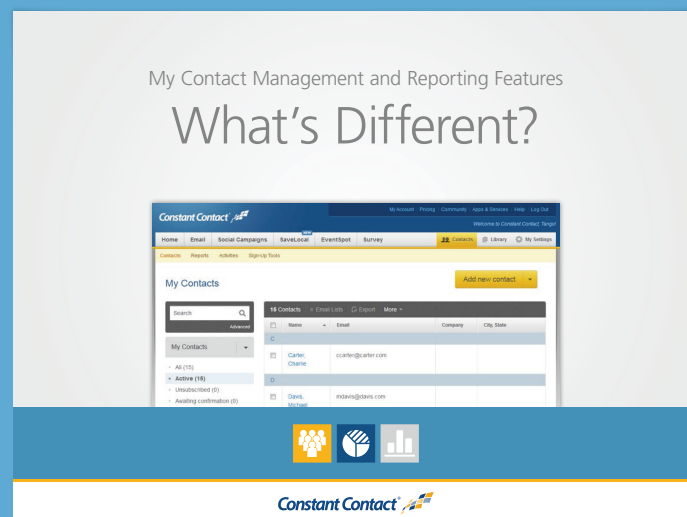 My Contact Management and Reporting Features
What's Different?
Constant Contact
My Account Pricing Community Apps & Services Help Log Out
Welcome to Constant Contact, Tango!
NEW
Home Email Social Campaigns SaveLocal EventSpot Survey Contacts Library My Settings
Contacts Reports Activities Sign-Up Tools
My Contacts
Add new contact
Search
Advanced
15 Contacts Email Lists Export More
Name Email Company City, State
C
My Contacts
Carter, Charlie ccarter@carter.com
All (15)
Active (15)
D
Unsubscribed (0)
Awaiting confirmation (0)
Davis, Michael mdavis@davis.com
Constant Contact